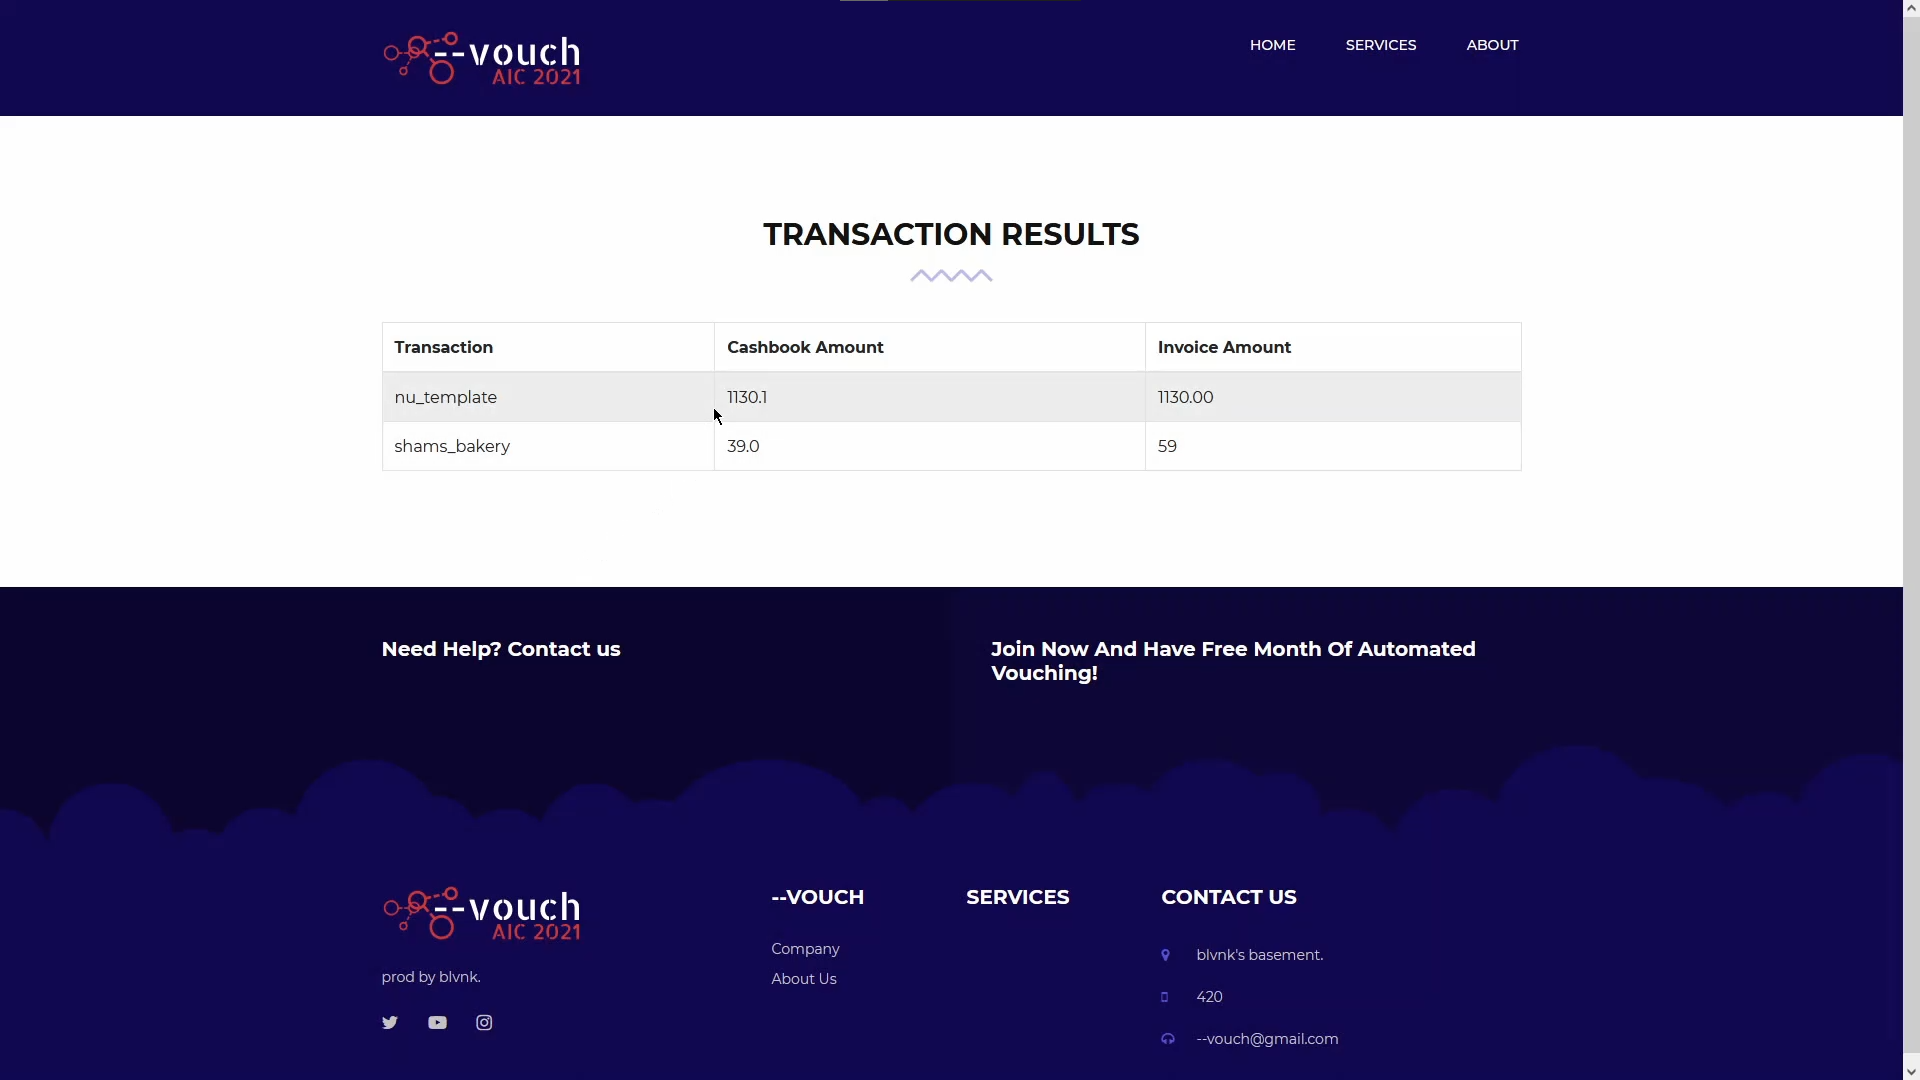 --vouch
AIC 2021
HOME SERVICES ABOUT
TRANSACTION RESULTS
Transaction Cashbook Amount Invoice Amount
nu_template 1130.1 1130.00
shams_bakery 39.0 59
Need Help? Contact us
Join Now And Have Free Month Of Automated
Vouching!
--vouch
AIC 2021
prod by blvnk.
--VOUCH
Company
About Us
SERVICES
CONTACT US
blvnk's basement.
420
--vouch@gmail.com